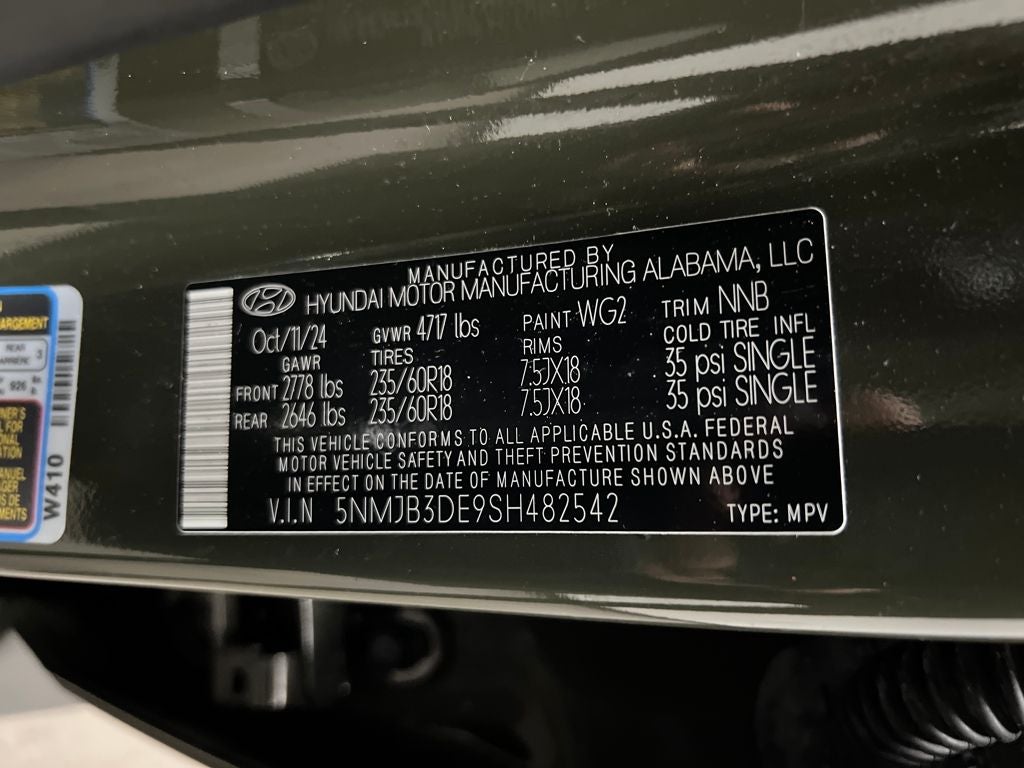 MANUFACTURED BY
HYUNDAI MOTOR MANUFACTURING ALABAMA, LLC
Oct/11/24 GVWR 4717 lbs PAINT WG2 TRIM NNB
GAWR TIRES RIMS COLD TIRE INFL
FRONT 2778 lbs 235/60R18 7.5JX18 35 psi SINGLE
REAR 2646 lbs 235/60R18 7.5JX18 35 psi SINGLE
THIS VEHICLE CONFORMS TO ALL APPLICABLE U.S.A. FEDERAL
MOTOR VEHICLE SAFETY AND THEFT PREVENTION STANDARDS
IN EFFECT ON THE DATE OF MANUFACTURE SHOWN ABOVE
V.I.N 5NMJB3DE9SH482542 TYPE: MPV
REAR
3
926
W410